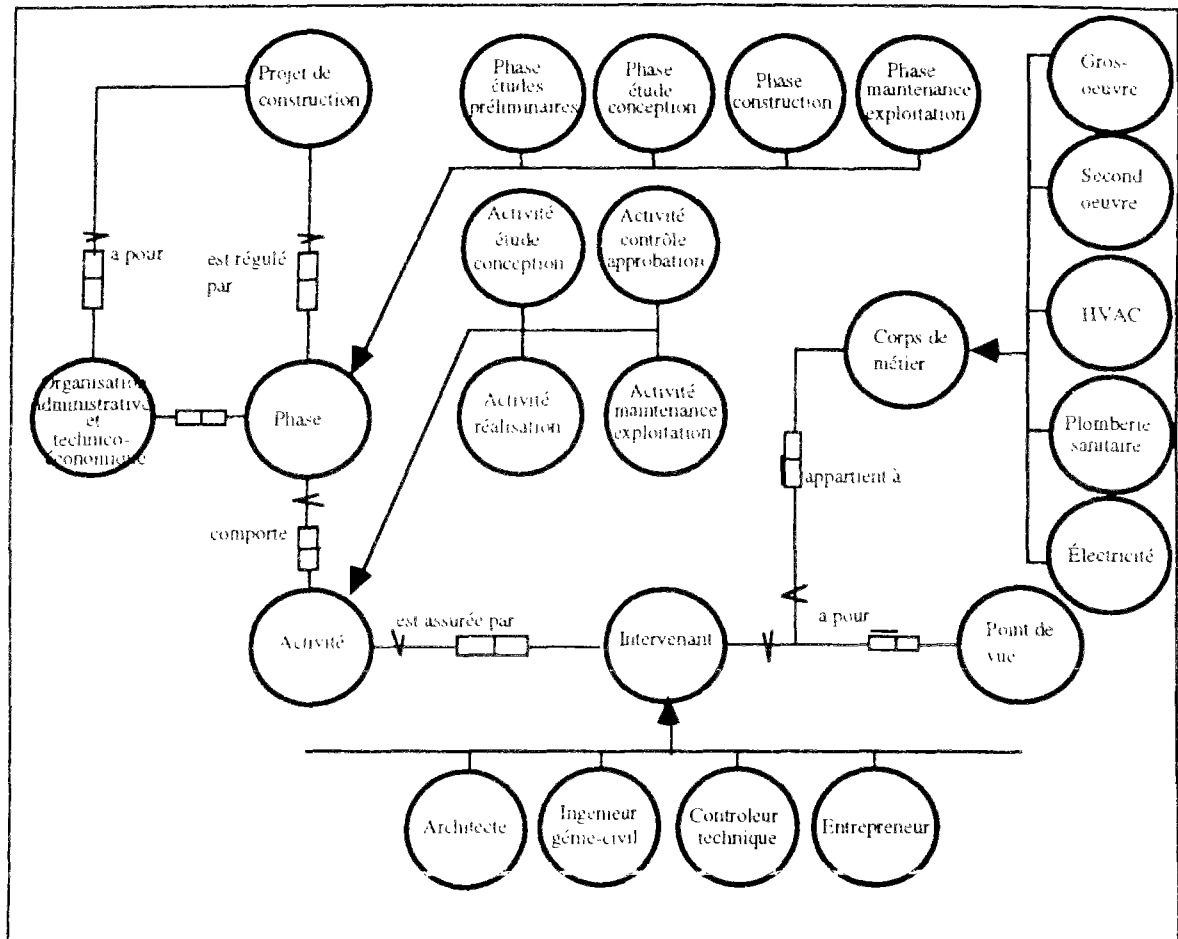 Projet de
construction
Phase
études
préliminaires
Phase
étude
conception
Phase
construction
Phase
maintenance
exploitation
Gros-
oeuvre
Second
oeuvre
HVAC
Plomberie
sanitaire
Électricité
Activité
étude
conception
Activité
contrôle
approbation
Activité
réalisation
Activité
maintenance
exploitation
a pour
est régulé
par
Corps de
métier
Organisation
administrative
et
technico-
économique
Phase
appartient à
comporte
Activité
est assurée par
Intervenant
a pour
Point de
vue
Architecte
Ingenieur
génie-civil
Controleur
technique
Entrepreneur